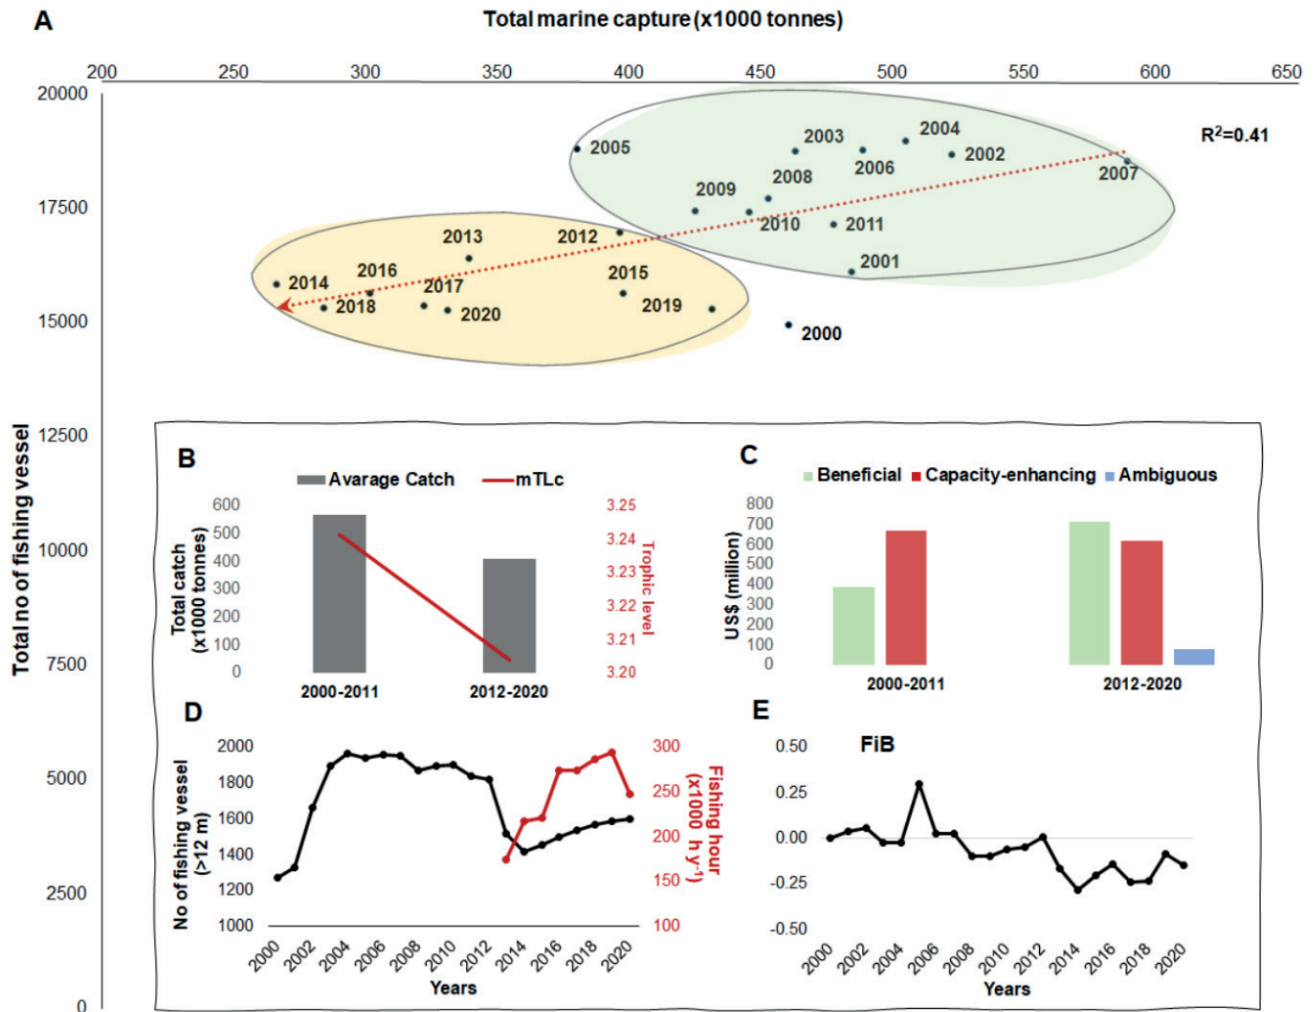 A
Total marine capture (x1000 tonnes)
200 250 300 350 400 450 500 550 600 650
20000
17500
15000
12500
10000
7500
5000
2500
0
Total no of fishing vessel
R²=0.41
2005
2003
2004
2006
2002
2007
2009
2008
2010
2011
2001
2013
2012
2014
2016
2017
2015
2018
2020
2019
2000
B
Avarage Catch mTLc
Total catch
(x1000 tonnes)
600
500
400
300
200
100
0
3.25
3.24
3.23
3.22
3.21
3.20
Trophic level
2000-2011 2012-2020
C
Beneficial Capacity-enhancing Ambiguous
US$ (million)
800
700
600
500
400
300
200
100
0
2000-2011 2012-2020
D
No of fishing vessel
(>12 m)
2000
1800
1600
1400
1200
1000
300
250
200
150
100
Fishing hour
(x1000 h y⁻¹)
2000 2002 2004 2006 2008 2010 2012 2014 2016 2018 2020
Years
E
FiB
0.50
0.25
0.00
-0.25
-0.50
2000 2002 2004 2006 2008 2010 2012 2014 2016 2018 2020
Years